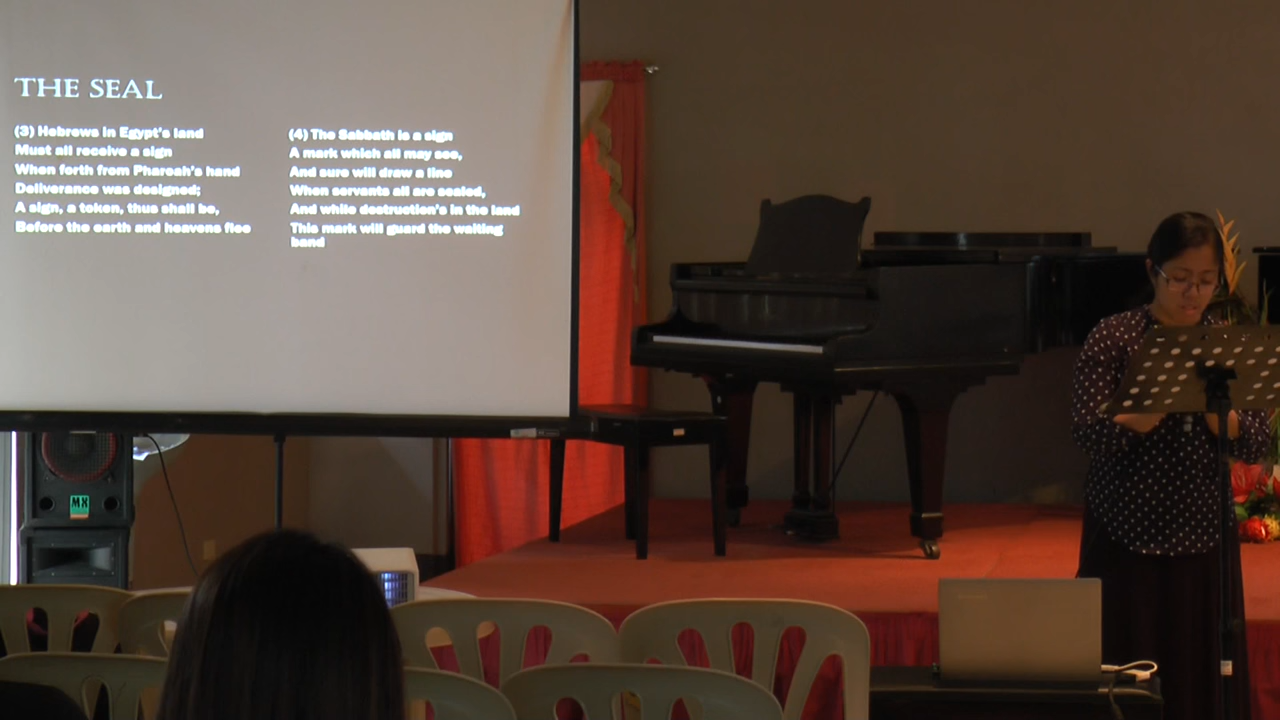 THE SEAL
(3) Hebrews in Egypt's land
Must all receive a sign
When forth from Pharoah's hand
Deliverance was designed;
A sign, a token, thus shall be,
Before the earth and heavens flee
(4) The Sabbath is a sign
A mark which all may see,
And sure will draw a line
When servants all are sealed,
And while destruction's in the land
This mark will guard the waiting
band
MX